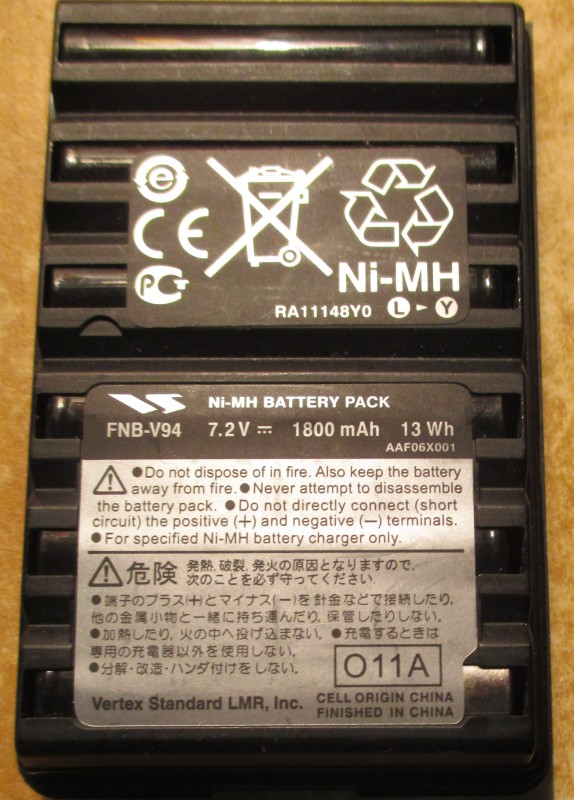 e
CE
PG
Ni-MH
RA11148Y0 L ► Y
VS Ni-MH BATTERY PACK
FNB-V94 7.2 V ⎓ 1800 mAh 13 Wh
AAF06X001
●Do not dispose of in fire. Also keep the battery
away from fire. ●Never attempt to disassemble
the battery pack. ●Do not directly connect (short
circuit) the positive (+) and negative (—) terminals.
●For specified Ni-MH battery charger only.
危険 発熱, 破裂, 発火の原因となりますので,
次のことを必ず守ってください.
●端子のプラス(+)とマイナス(—)を針金などで接続したり,
他の金属小物と一緒に持ち運んだり, 保管したりしない.
●加熱したり, 火の中へ投げ込まない. ●充電するときは
専用の充電器以外を使用しない.
●分解・改造・ハンダ付けをしない.
O11A
Vertex Standard LMR, Inc.
CELL ORIGIN CHINA
FINISHED IN CHINA